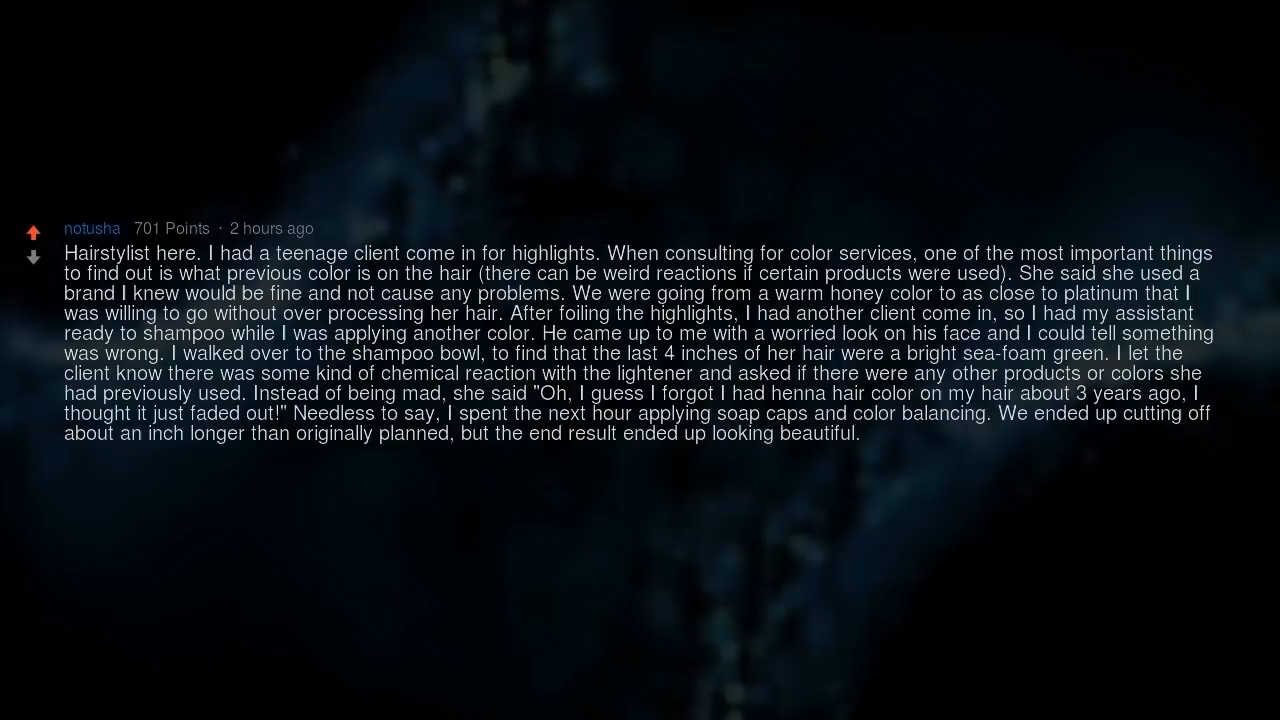 notusha 701 Points · 2 hours ago
Hairstylist here. I had a teenage client come in for highlights. When consulting for color services, one of the most important things
to find out is what previous color is on the hair (there can be weird reactions if certain products were used). She said she used a
brand I knew would be fine and not cause any problems. We were going from a warm honey color to as close to platinum that I
was willing to go without over processing her hair. After foiling the highlights, I had another client come in, so I had my assistant
ready to shampoo while I was applying another color. He came up to me with a worried look on his face and I could tell something
was wrong. I walked over to the shampoo bowl, to find that the last 4 inches of her hair were a bright sea-foam green. I let the
client know there was some kind of chemical reaction with the lightener and asked if there were any other products or colors she
had previously used. Instead of being mad, she said "Oh, I guess I forgot I had henna hair color on my hair about 3 years ago, I
thought it just faded out!" Needless to say, I spent the next hour applying soap caps and color balancing. We ended up cutting off
about an inch longer than originally planned, but the end result ended up looking beautiful.